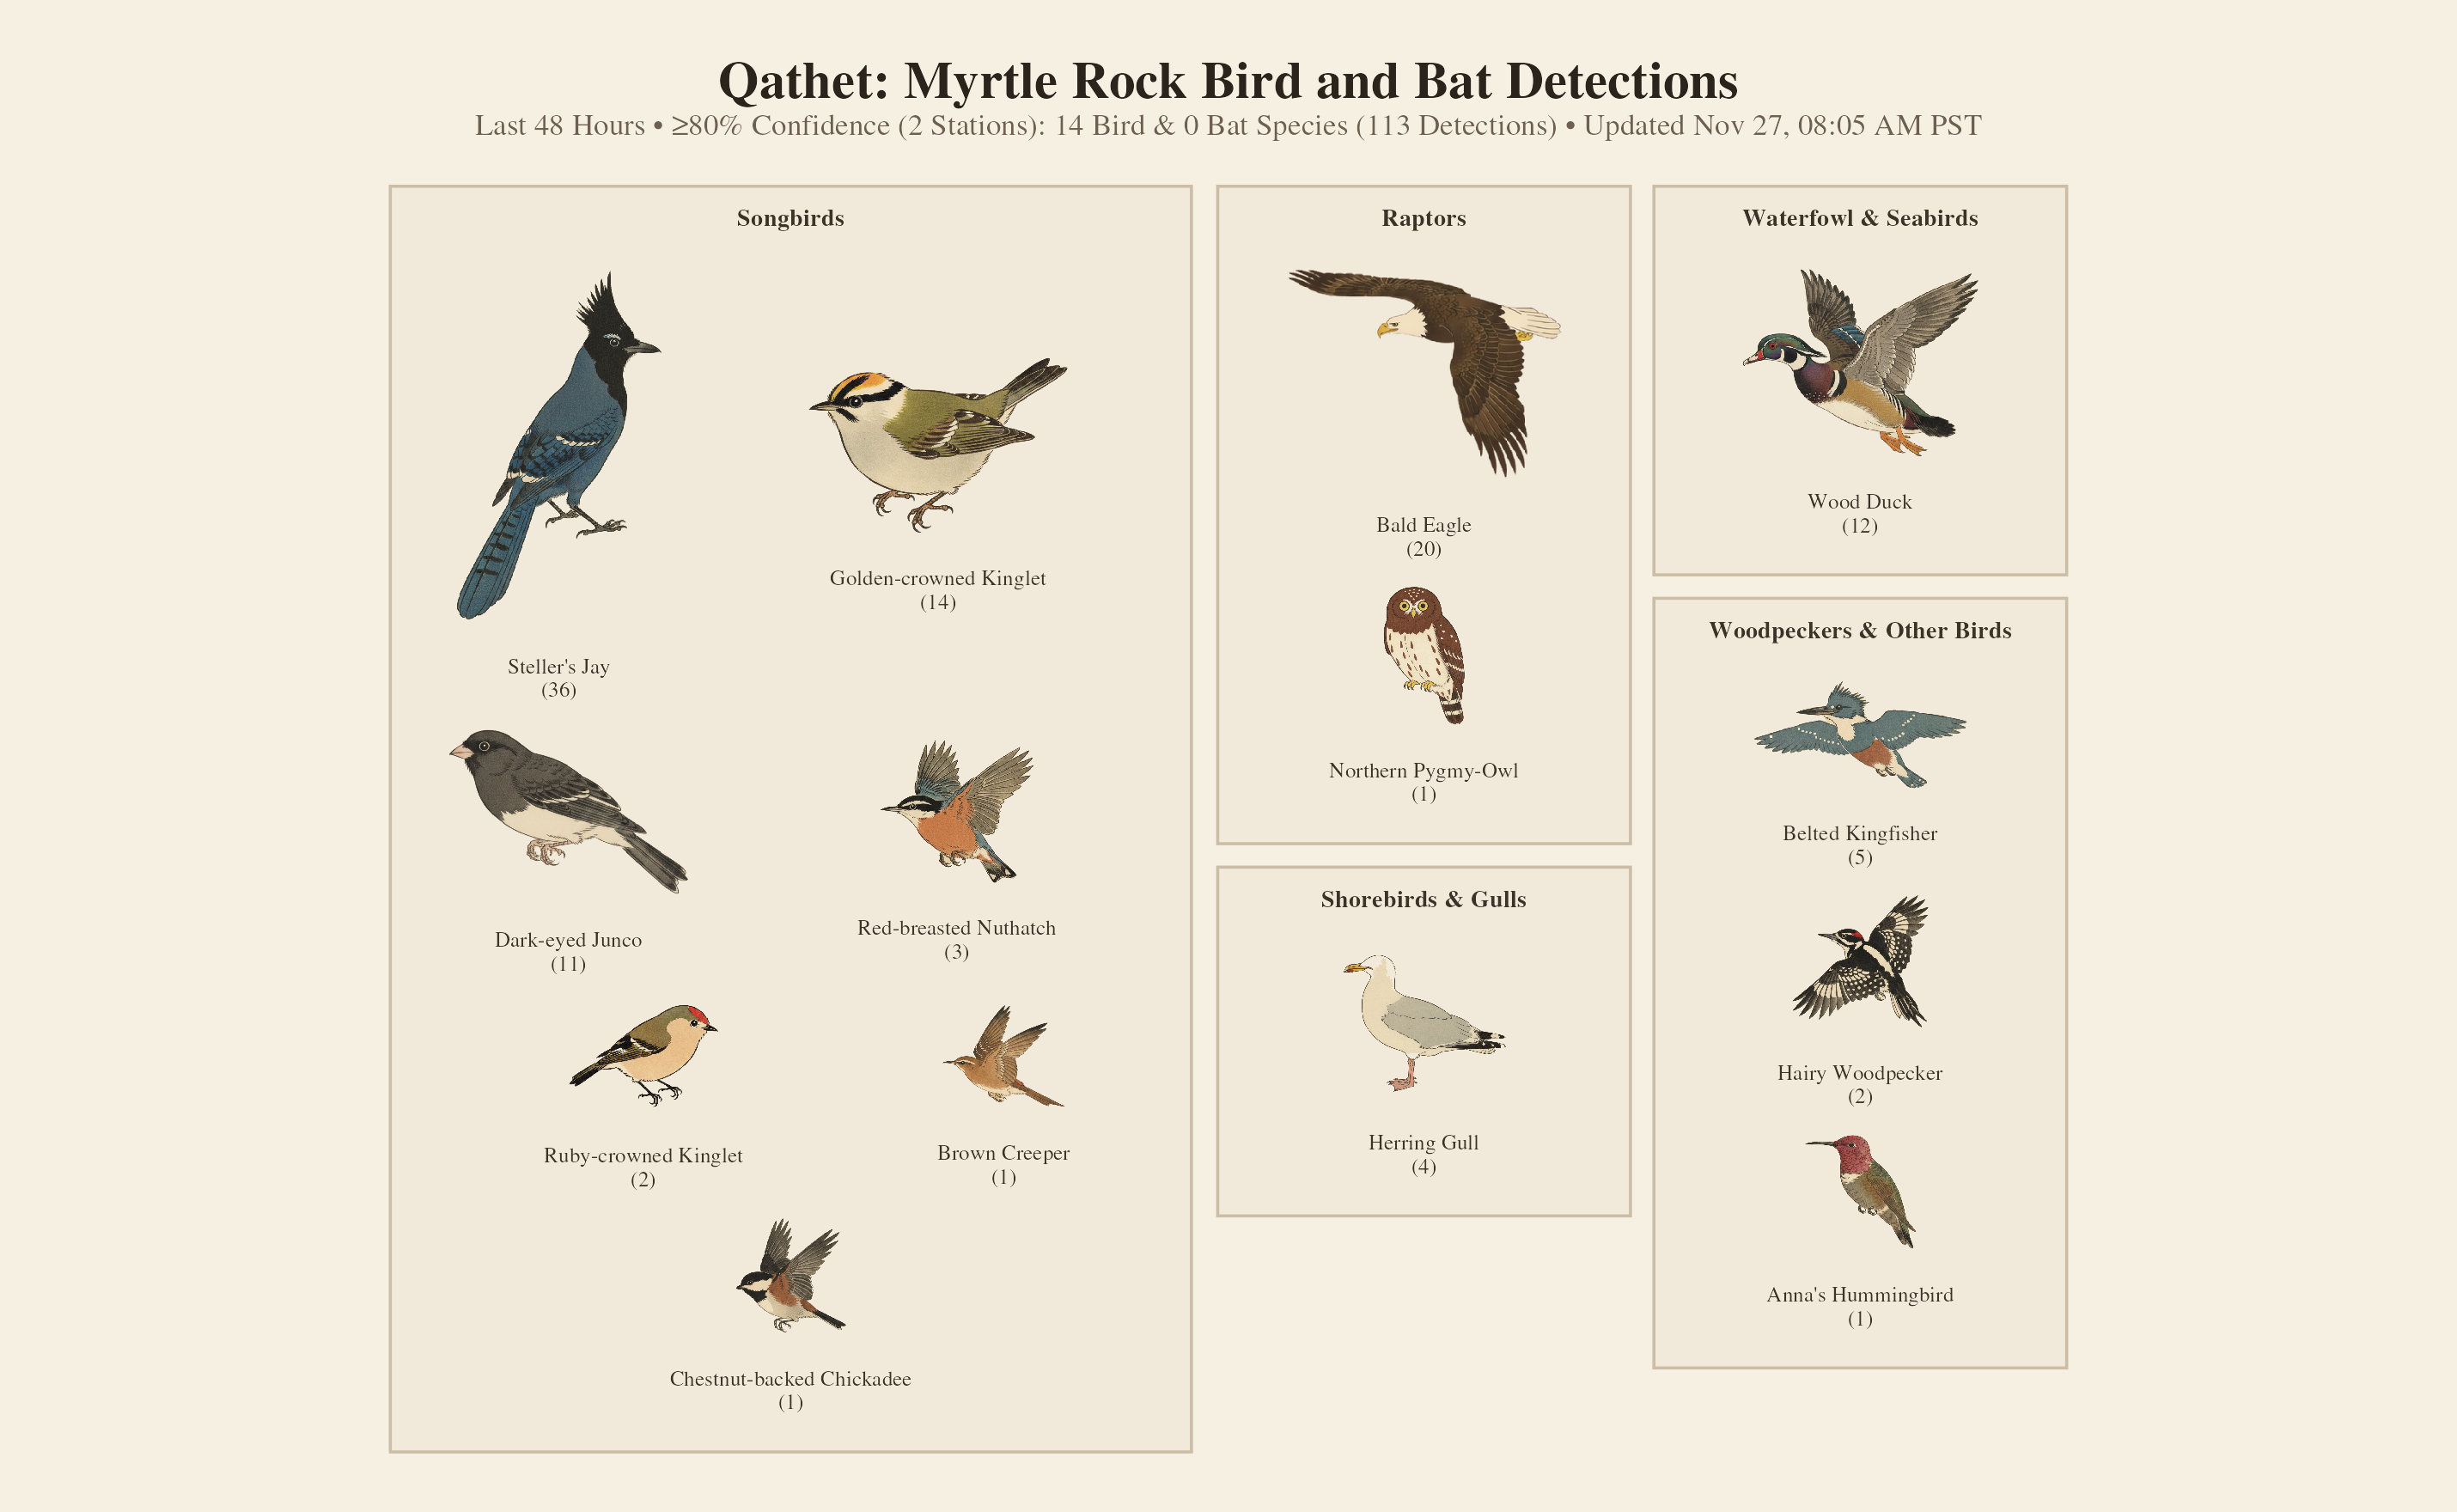 Qathet: Myrtle Rock Bird and Bat Detections
Last 48 Hours • ≥80% Confidence (2 Stations): 14 Bird & 0 Bat Species (113 Detections) • Updated Nov 27, 08:05 AM PST
Songbirds
Steller's Jay
(36)
Golden-crowned Kinglet
(14)
Dark-eyed Junco
(11)
Red-breasted Nuthatch
(3)
Ruby-crowned Kinglet
(2)
Brown Creeper
(1)
Chestnut-backed Chickadee
(1)
Raptors
Bald Eagle
(20)
Northern Pygmy-Owl
(1)
Shorebirds & Gulls
Herring Gull
(4)
Waterfowl & Seabirds
Wood Duck
(12)
Woodpeckers & Other Birds
Belted Kingfisher
(5)
Hairy Woodpecker
(2)
Anna's Hummingbird
(1)